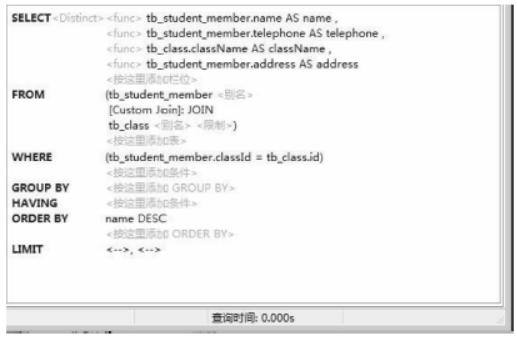 SELECT <Distinct> <func> tb_student_member.name AS name ,
<func> tb_student_member.telephone AS telephone ,
<func> tb_class.className AS className ,
<func> tb_student_member.address AS address
<按这里添加栏位>
FROM (tb_student_member <别名>
[Custom Join]: JOIN
tb_class <别名> <限制>)
<按这里添加表>
WHERE (tb_student_member.classId = tb_class.id)
<按这里添加条件>
GROUP BY <按这里添加 GROUP BY>
HAVING <按这里添加条件>
ORDER BY name DESC
<按这里添加 ORDER BY>
LIMIT <-->, <-->
查询时间: 0.000s